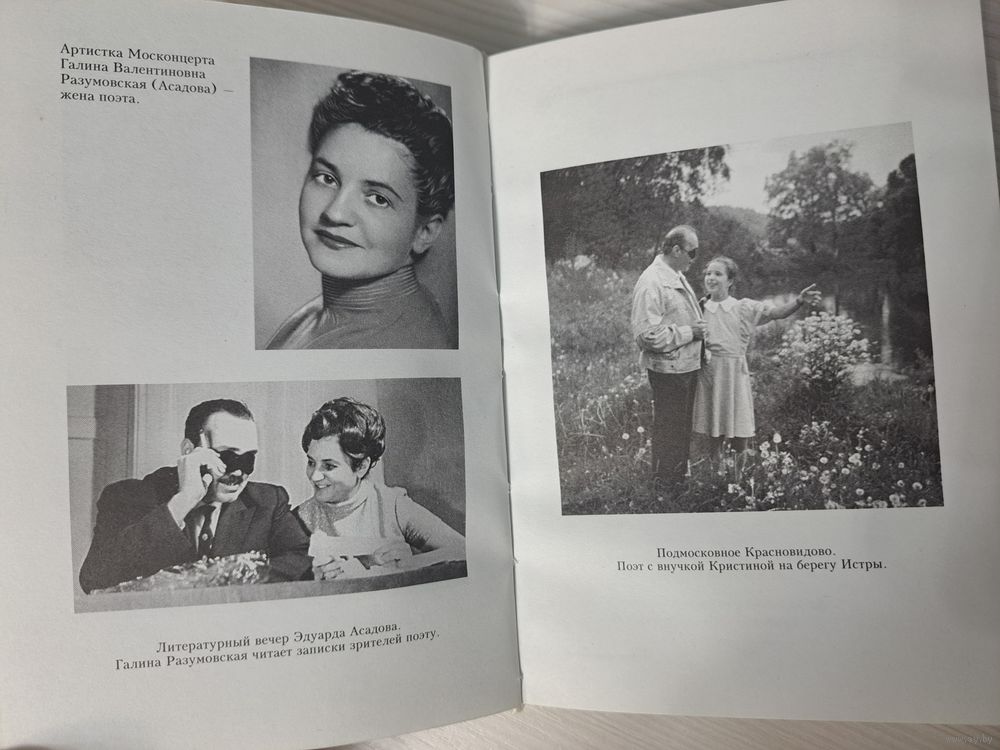 Артистка Москонцерта
Галина Валентиновна
Разумовская (Асадова) —
жена поэта.
Литературный вечер Эдуарда Асадова.
Галина Разумовская читает записки зрителей поэту.
Подмосковное Красновидово.
Поэт с внучкой Кристиной на берегу Истры.